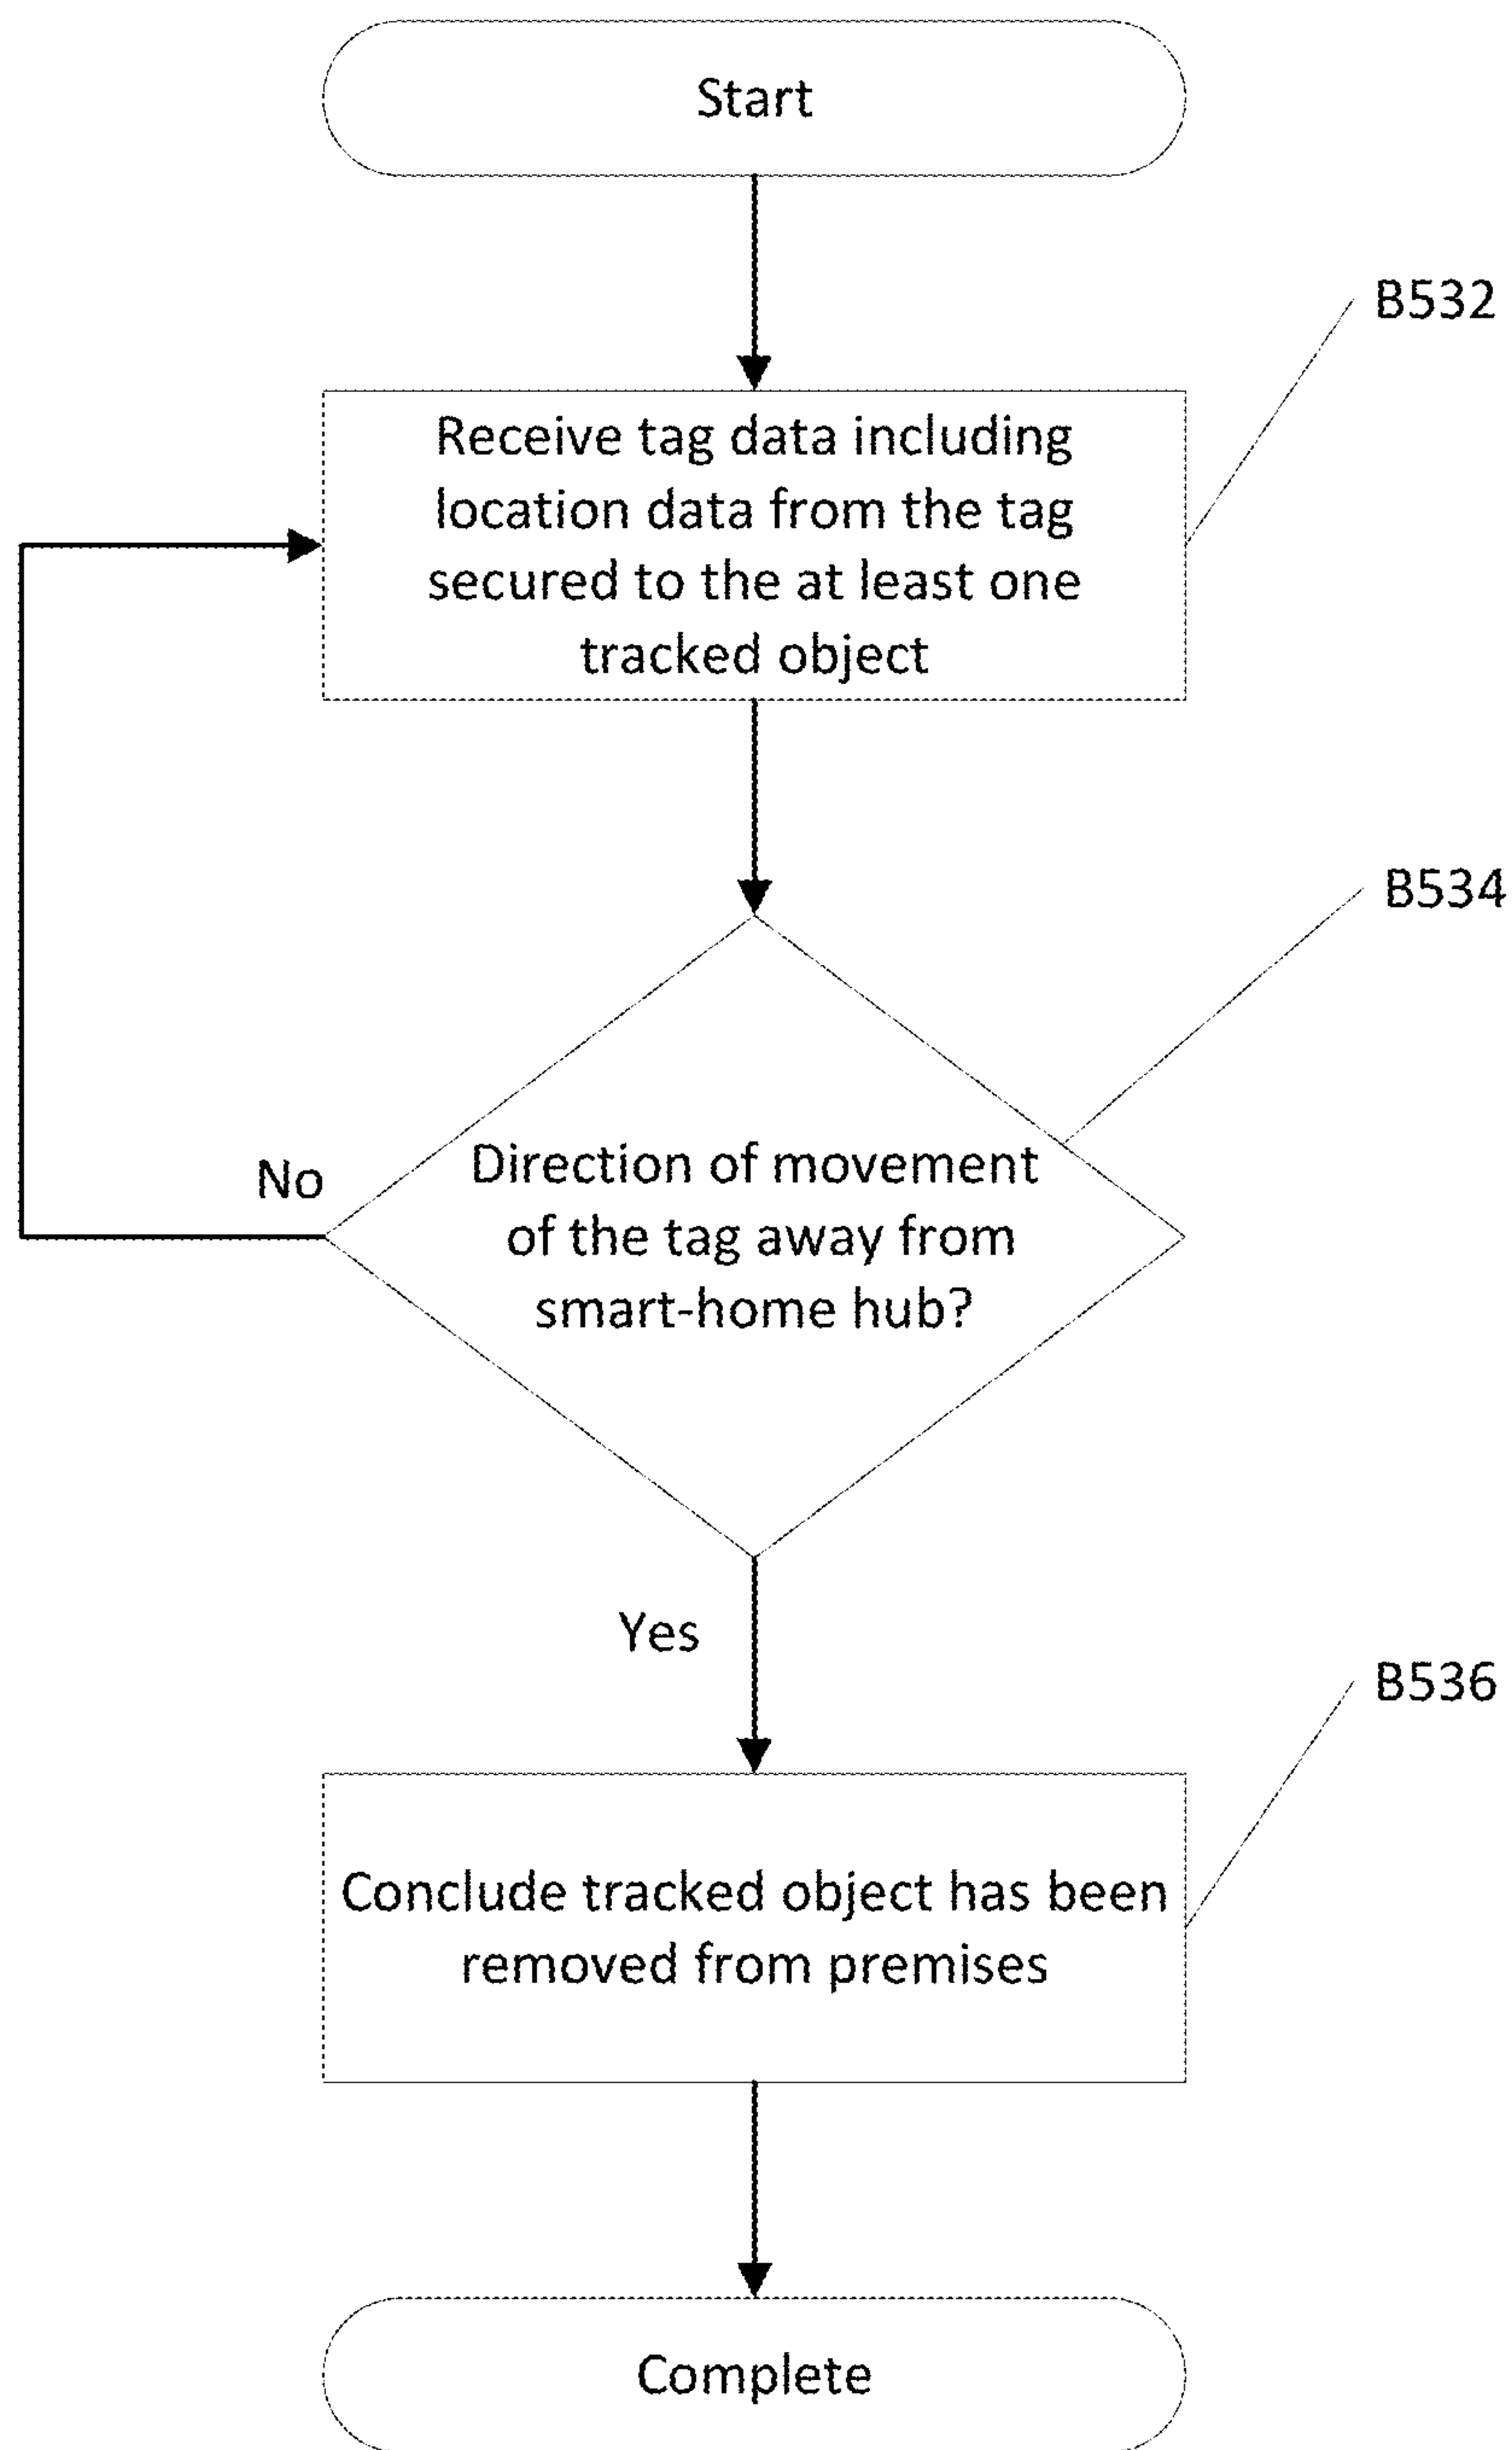 Start
B532
Receive tag data including
location data from the tag
secured to the at least one
tracked object
B534
No
Direction of movement
of the tag away from
smart-home hub?
Yes
B536
Conclude tracked object has been
removed from premises
Complete